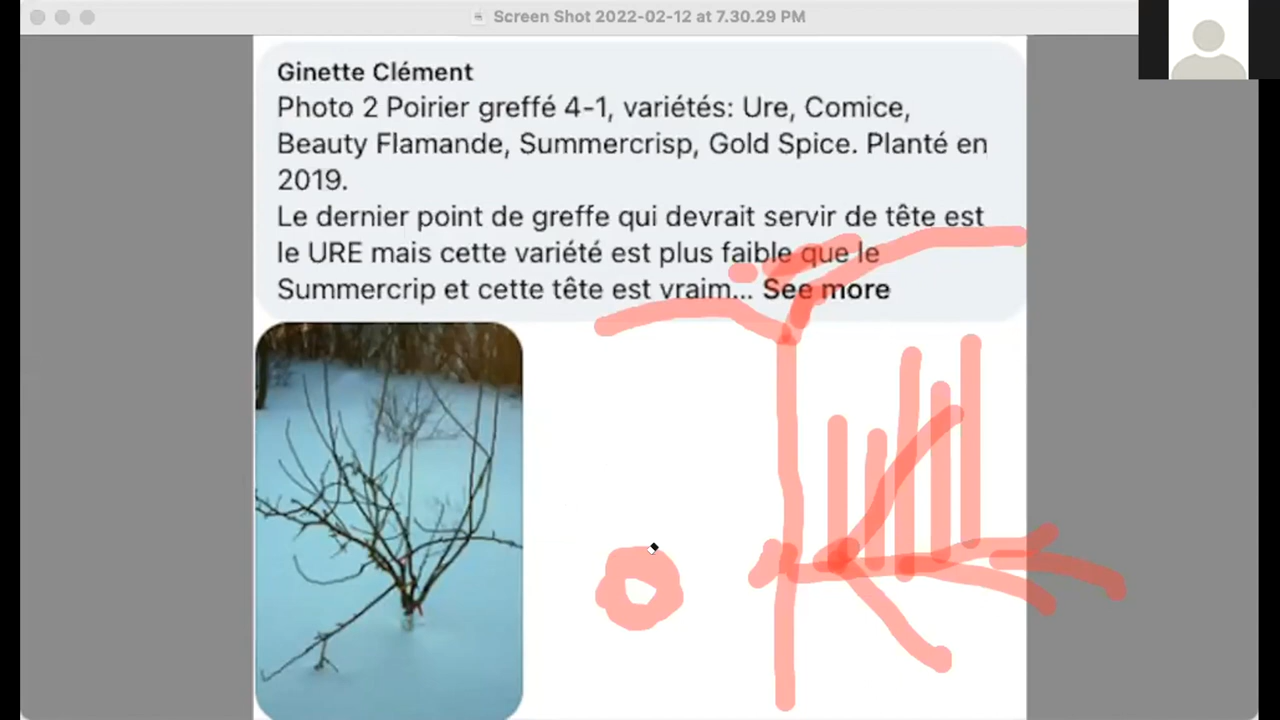 Screen Shot 2022-02-12 at 7.30.29 PM
Ginette Clément
Photo 2 Poirier greffé 4-1, variétés: Ure, Comice,
Beauty Flamande, Summercrisp, Gold Spice. Planté en
2019.
Le dernier point de greffe qui devrait servir de tête est
le URE mais cette variété est plus faible que le
Summercrip et cette tête est vraim... See more